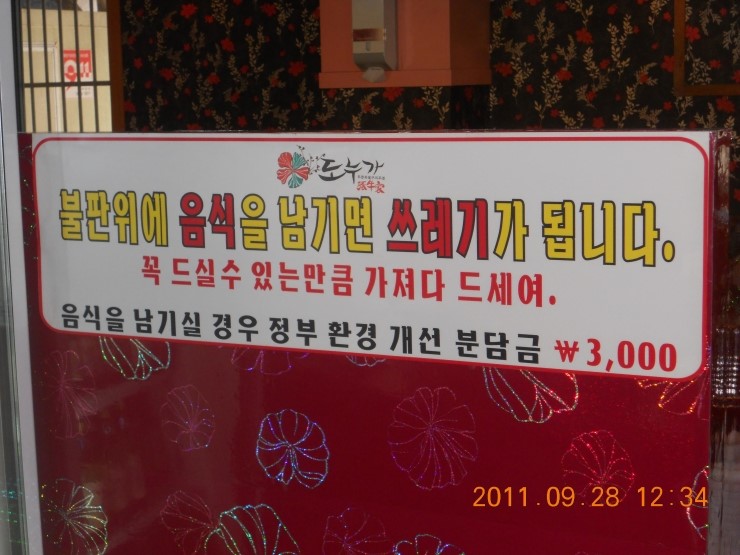 도누가
불판위에 음식을 남기면 쓰레기가 됩니다.
꼭 드실수 있는만큼 가져다 드세여.
음식을 남기실 경우 정부 환경 개선 분담금 ₩3,000
2011.09.28 12:34